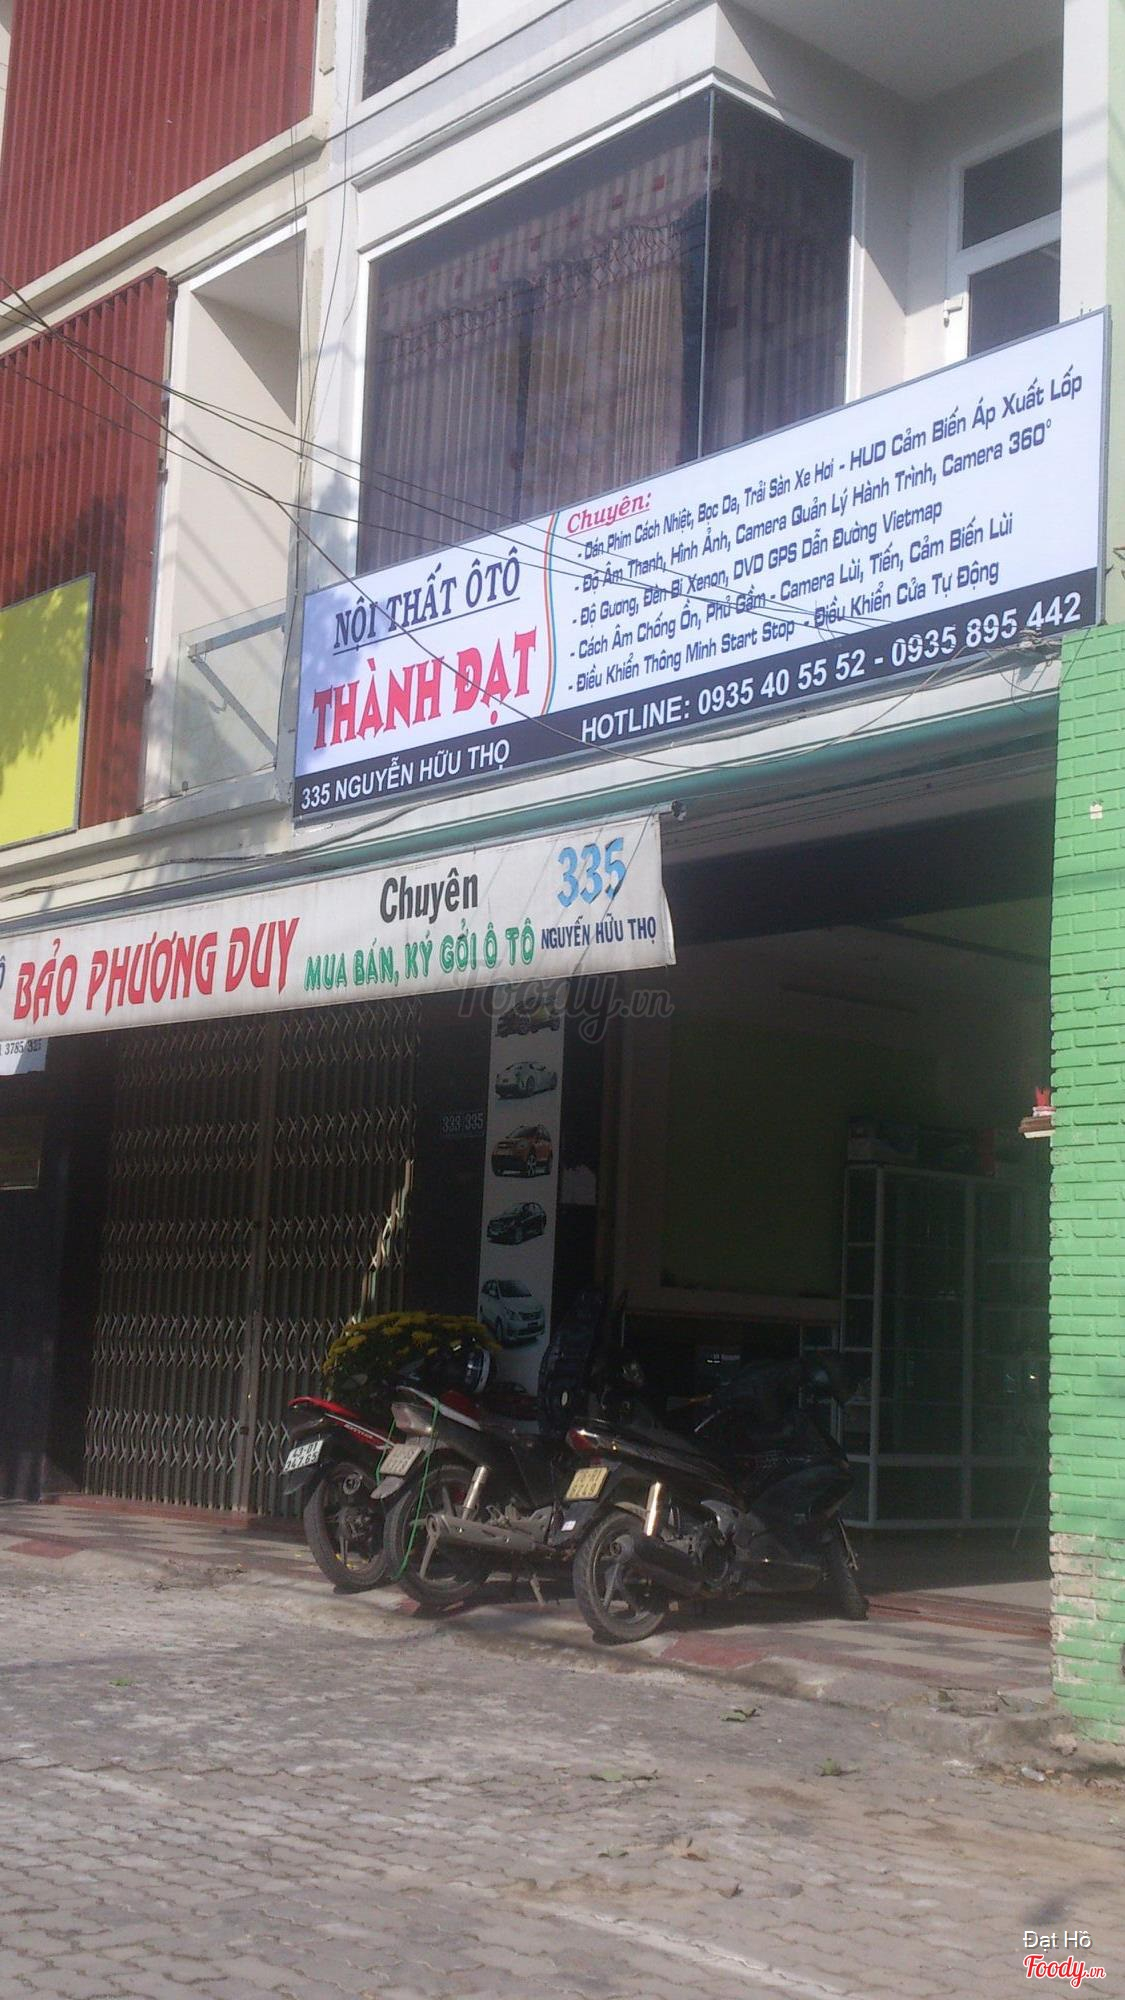 NỘI THẤT ÔTÔ
THÀNH ĐẠT
Chuyên:
- Dán Phim Cách Nhiệt, Bọc Da, Trải Sàn Xe Hơi - HUD Cảm Biến Áp Xuất Lốp
- Độ Âm Thanh, Hình Ảnh, Camera Quản Lý Hành Trình, Camera 360°
- Độ Gương, Đèn Bi Xenon, DVD GPS Dẫn Đường Vietmap
- Cách Âm Chống Ồn, Phủ Gầm - Camera Lùi, Tiến, Cảm Biến Lùi
- Điều Khiển Thông Minh Start Stop - Điều Khiển Cửa Tự Động
335 NGUYỄN HỮU THỌ
HOTLINE: 0935 40 55 52 - 0935 895 442
BẢO PHƯƠNG DUY
Chuyên
MUA BÁN, KÝ GỞI Ô TÔ
335
NGUYỄN HỮU THỌ
Foody.vn
333/335
43-D1
Đạt Hồ
Foody.vn